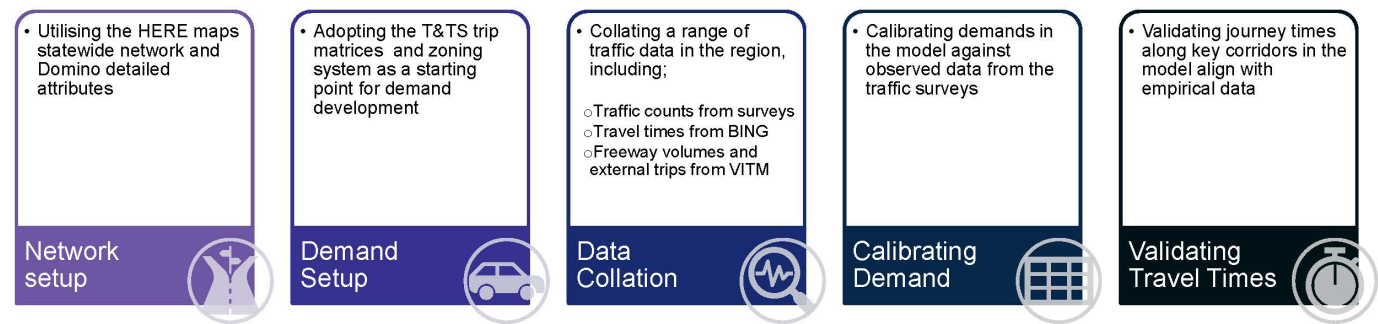 • Utilising the HERE maps
statewide network and
Domino detailed
attributes
Network
setup
• Adopting the T&TS trip
matrices and zoning
system as a starting
point for demand
development
Demand
Setup
• Collating a range of
traffic data in the region,
including;
○Traffic counts from surveys
○Travel times from BING
○Freeway volumes and
external trips from VITM
Data
Collation
• Calibrating demands in
the model against
observed data from the
traffic surveys
Calibrating
Demand
• Validating journey times
along key corridors in the
model align with
empirical data
Validating
Travel Times